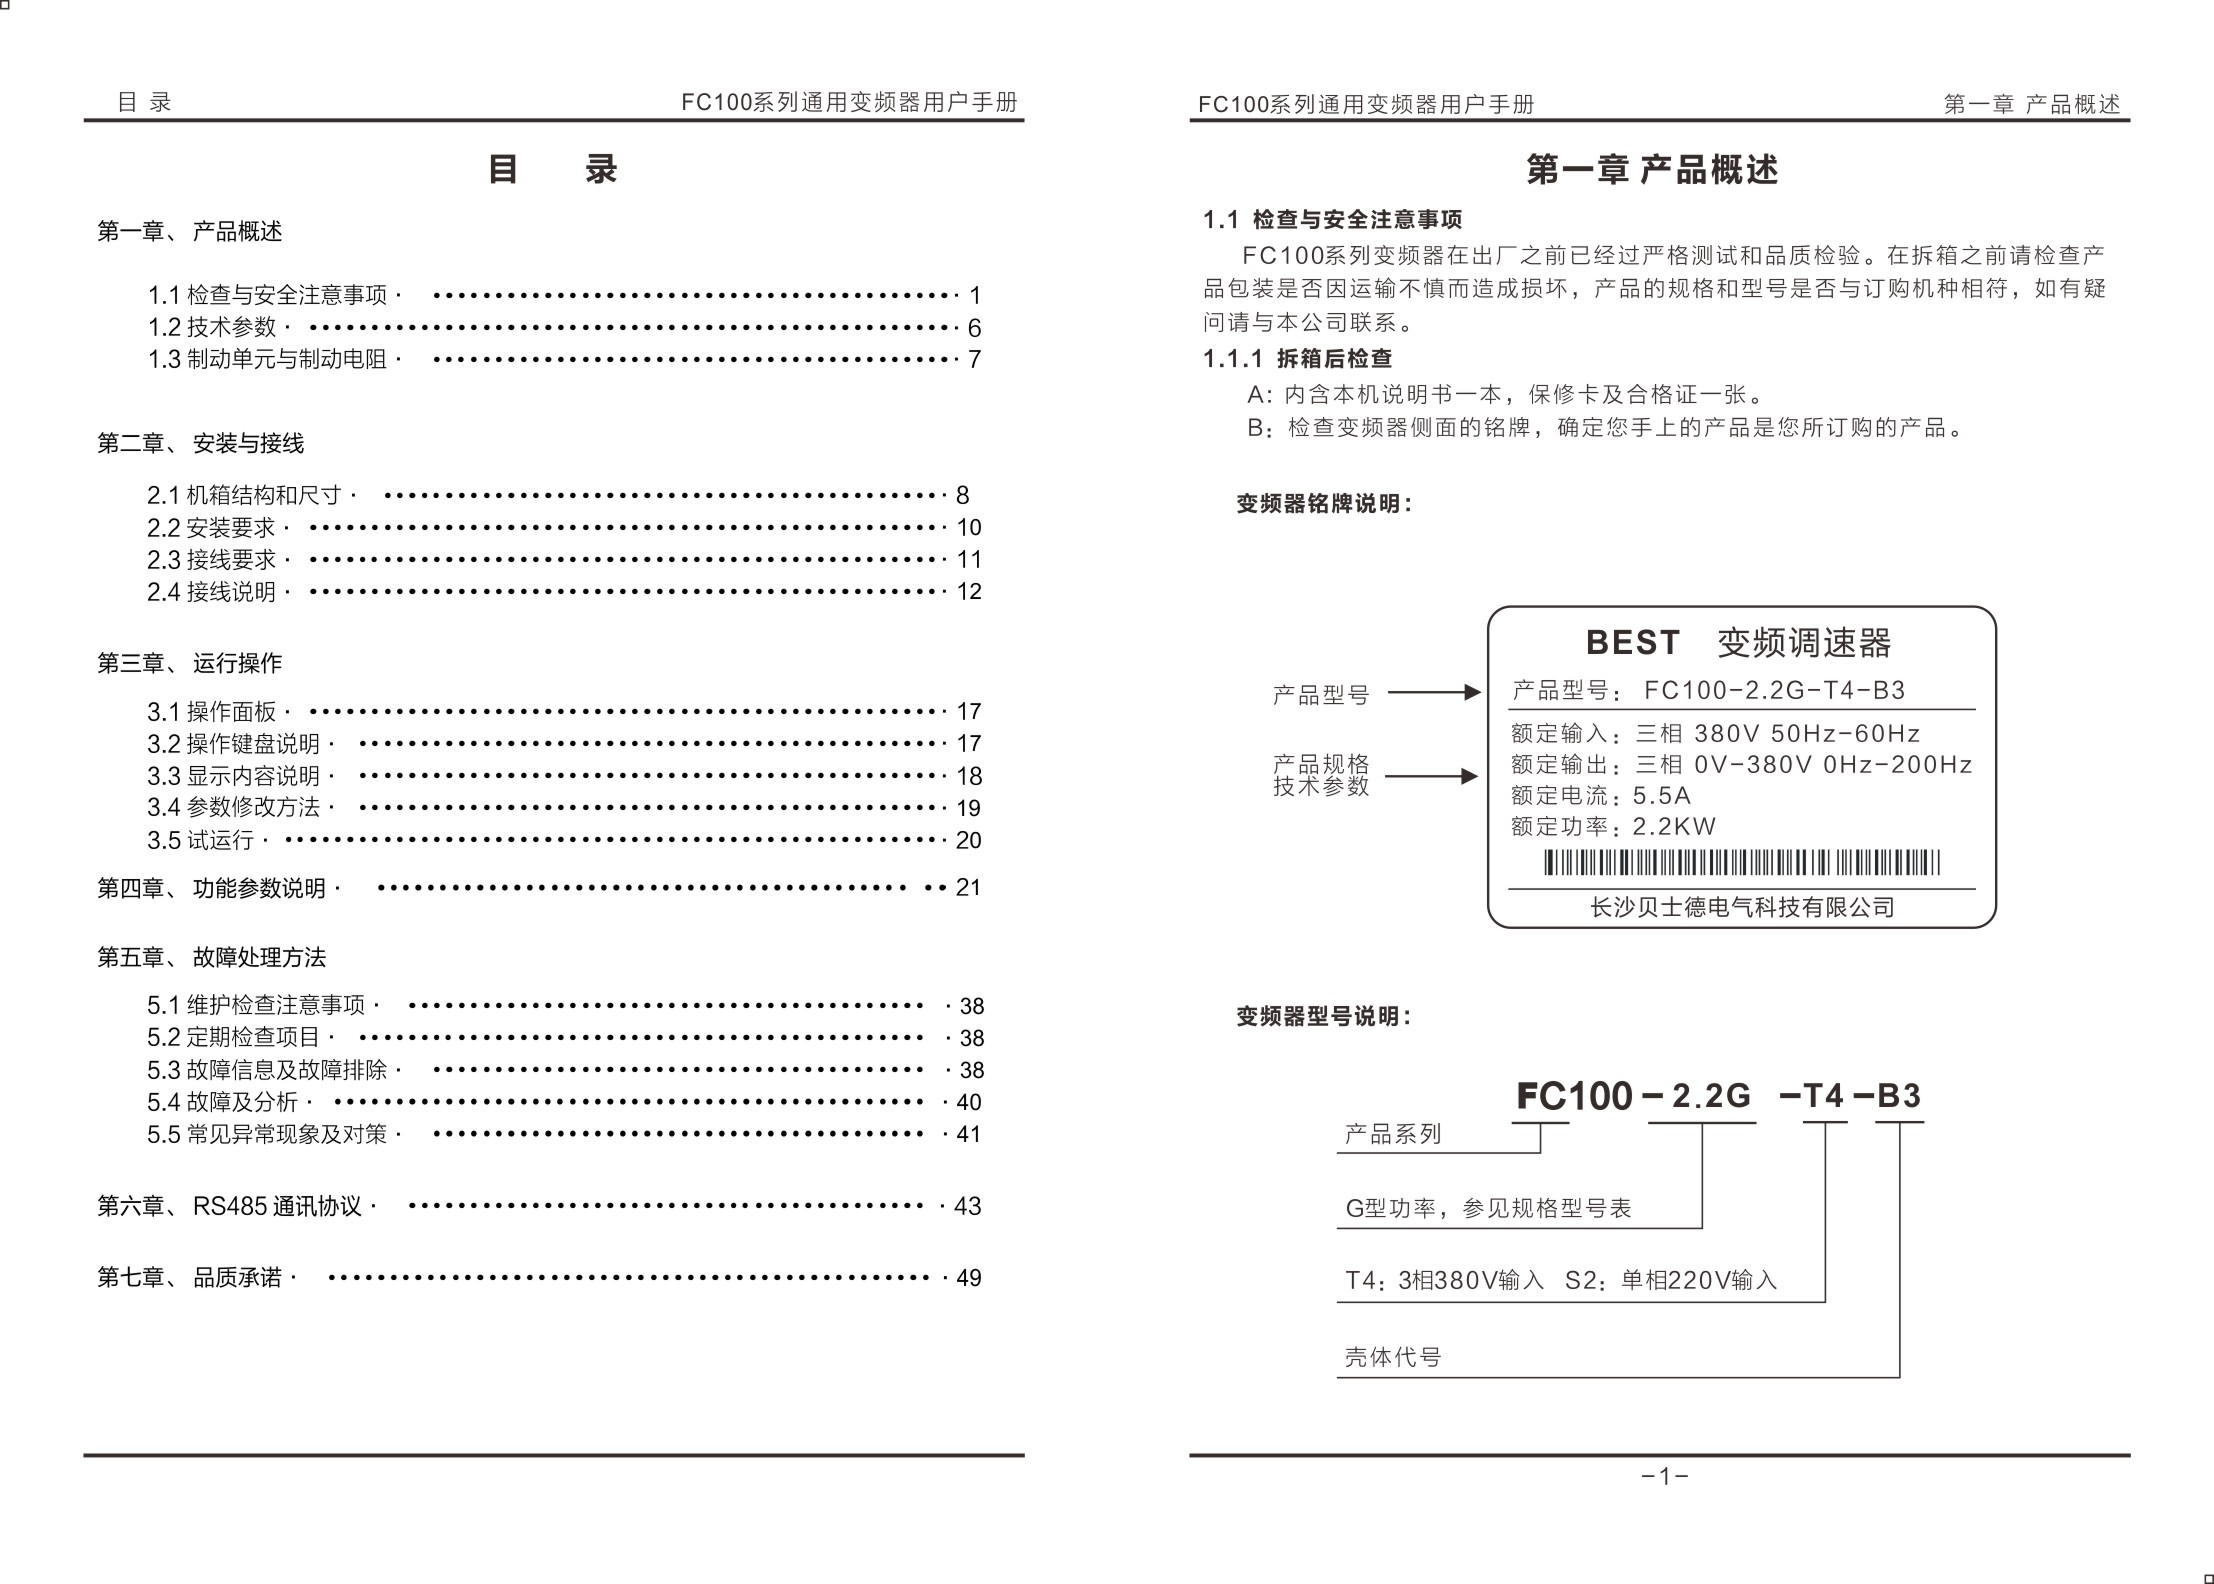 目 录
FC100系列通用变频器用户手册
目 录
第一章、 产品概述
1.1 检查与安全注意事项 · ·········· 1
1.2 技术参数 · ·········· 6
1.3 制动单元与制动电阻 · ·········· 7
第二章、 安装与接线
2.1 机箱结构和尺寸 · ·········· 8
2.2 安装要求 · ·········· 10
2.3 接线要求 · ·········· 11
2.4 接线说明 · ·········· 12
第三章、 运行操作
3.1 操作面板 · ·········· 17
3.2 操作键盘说明 · ·········· 17
3.3 显示内容说明 · ·········· 18
3.4 参数修改方法 · ·········· 19
3.5 试运行 · ·········· 20
第四章、 功能参数说明 · ·········· 21
第五章、 故障处理方法
5.1 维护检查注意事项 · ·········· 38
5.2 定期检查项目 · ·········· 38
5.3 故障信息及故障排除 · ·········· 38
5.4 故障及分析 · ·········· 40
5.5 常见异常现象及对策 · ·········· 41
第六章、 RS485 通讯协议 · ·········· 43
第七章、 品质承诺 · ·········· 49
FC100系列通用变频器用户手册
第一章 产品概述
第一章 产品概述
1.1 检查与安全注意事项
FC100系列变频器在出厂之前已经过严格测试和品质检验。在拆箱之前请检查产
品包装是否因运输不慎而造成损坏，产品的规格和型号是否与订购机种相符，如有疑
问请与本公司联系。
1.1.1 拆箱后检查
A：内含本机说明书一本，保修卡及合格证一张。
B：检查变频器侧面的铭牌，确定您手上的产品是您所订购的产品。
变频器铭牌说明：
BEST 变频调速器
产品型号
产品型号： FC100-2.2G-T4-B3
额定输入：三相 380V 50Hz-60Hz
产品规格
技术参数
额定输出：三相 0V-380V 0Hz-200Hz
额定电流：5.5A
额定功率：2.2KW
长沙贝士德电气科技有限公司
变频器型号说明：
FC100-2.2G -T4-B3
产品系列
G型功率，参见规格型号表
T4：3相380V输入 S2：单相220V输入
壳体代号
-1-